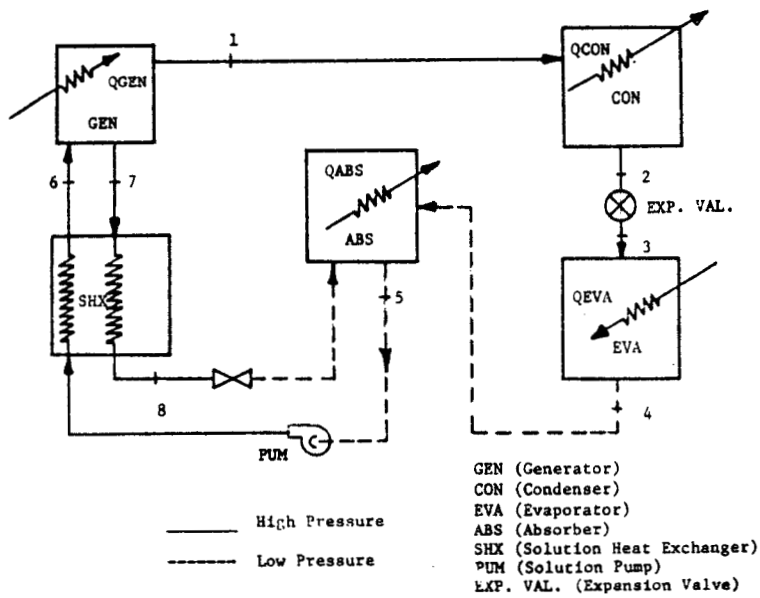 1
QGEN
GEN
QCON
CON
6
7
QABS
ABS
2
EXP. VAL.
3
SHX
5
QEVA
EVA
8
4
PUM
High Pressure
Low Pressure
GEN (Generator)
CON (Condenser)
EVA (Evaporator)
ABS (Absorber)
SHX (Solution Heat Exchanger)
PUM (Solution Pump)
EXP. VAL. (Expansion Valve)